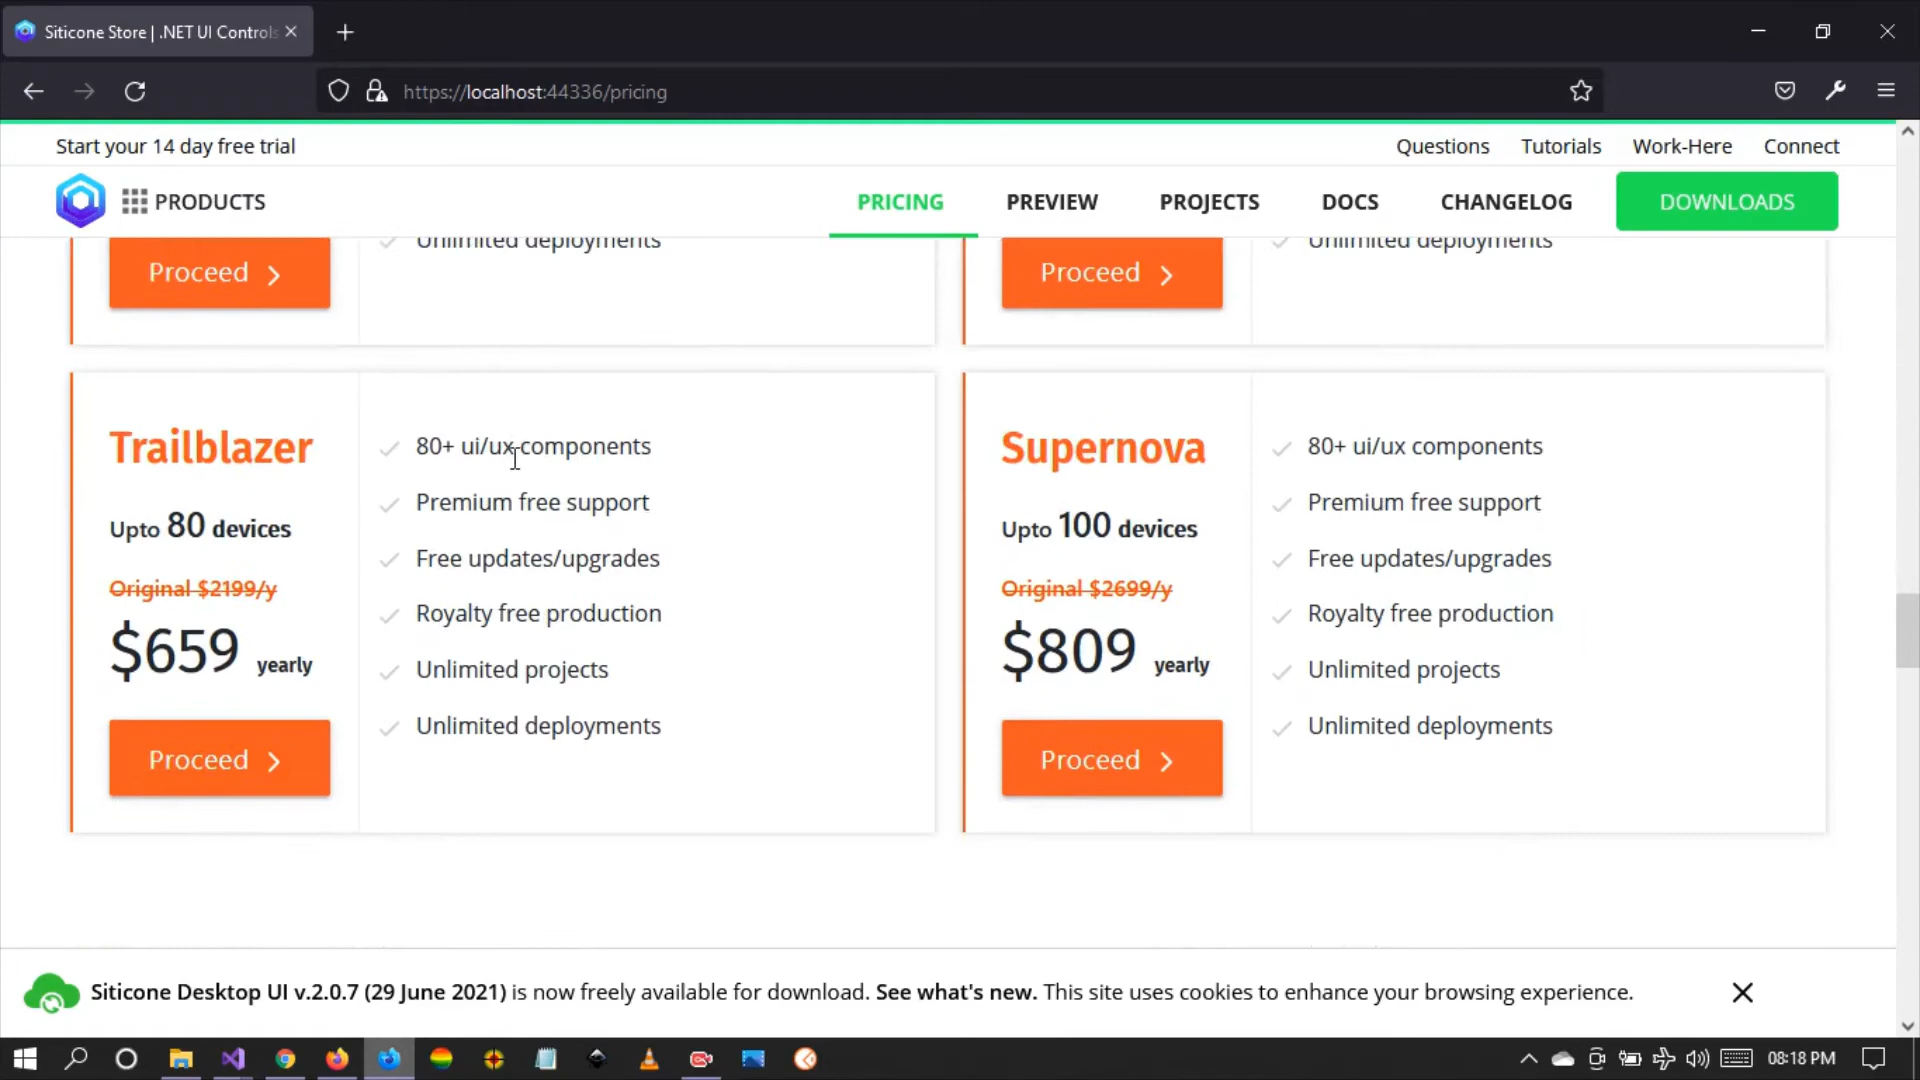 Siticone Store | .NET UI Controls
https://localhost:44336/pricing
Start your 14 day free trial
Questions
Tutorials
Work-Here
Connect
PRODUCTS
PRICING
PREVIEW
PROJECTS
DOCS
CHANGELOG
DOWNLOADS
Proceed
Unlimited deployments
Proceed
Unlimited deployments
Trailblazer
Upto 80 devices
Original $2199/y
$659 yearly
Proceed
80+ ui/ux components
Premium free support
Free updates/upgrades
Royalty free production
Unlimited projects
Unlimited deployments
Supernova
Upto 100 devices
Original $2699/y
$809 yearly
Proceed
80+ ui/ux components
Premium free support
Free updates/upgrades
Royalty free production
Unlimited projects
Unlimited deployments
Siticone Desktop UI v.2.0.7 (29 June 2021) is now freely available for download. See what's new. This site uses cookies to enhance your browsing experience.
08:18 PM